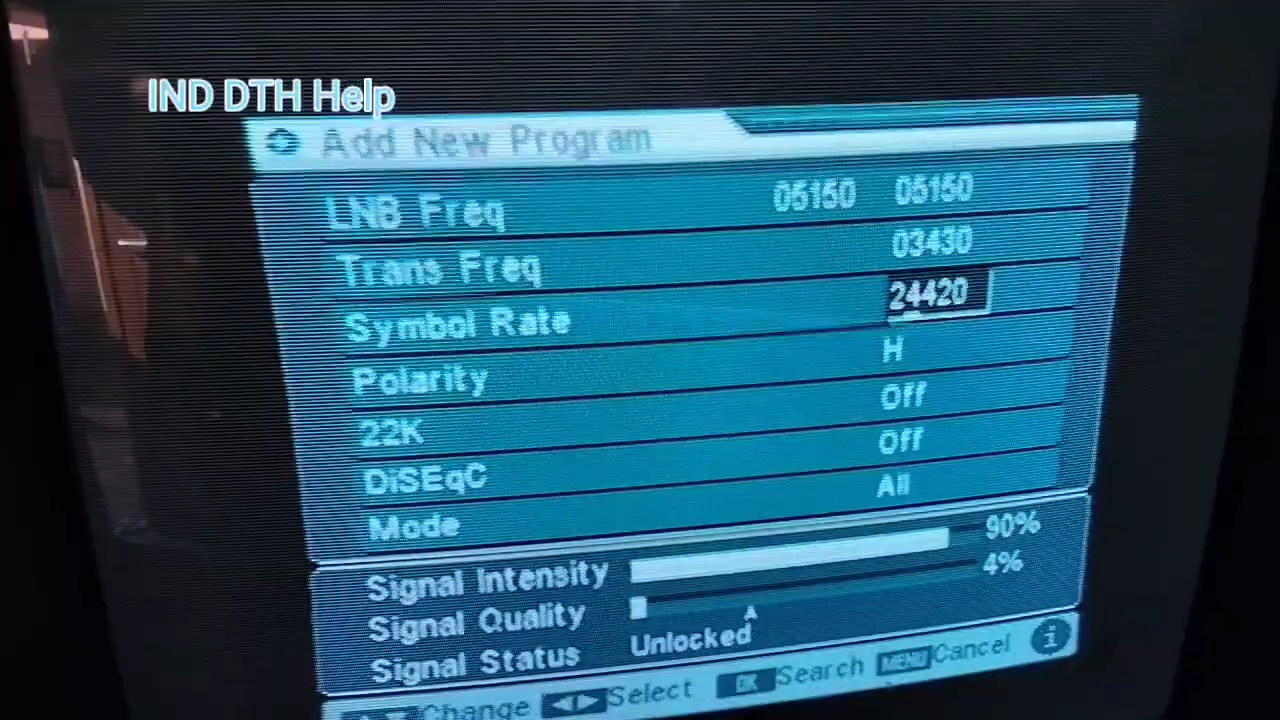 IND DTH Help
Add New Program
LNB Freq 05150 05150
Trans Freq 03430
Symbol Rate 24420
Polarity H
22K Off
DiSEqC Off
Mode All
Signal Intensity 90%
Signal Quality 4%
Signal Status Unlocked
Change Select OK Search MENU Cancel i